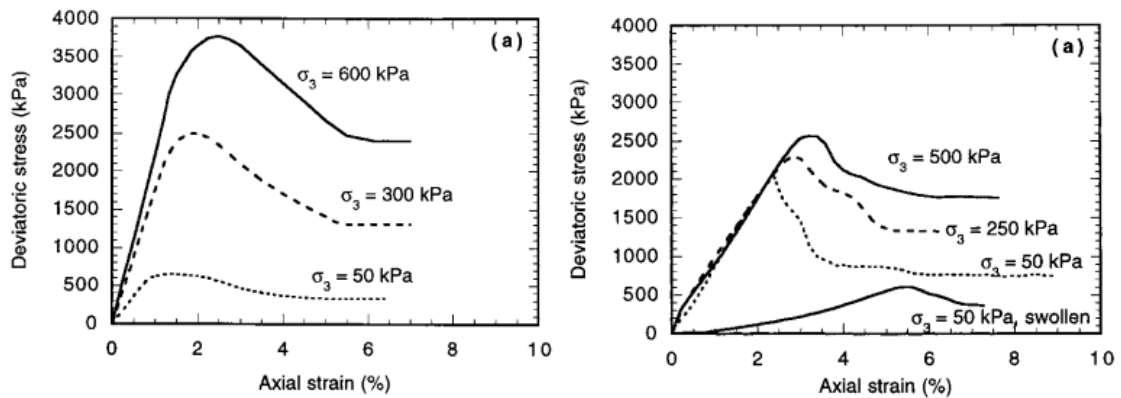 4000
3500
3000
2500
2000
1500
1000
500
0
Deviatoric stress (kPa)
(a)
σ3 = 600 kPa
σ3 = 300 kPa
σ3 = 50 kPa
0 2 4 6 8 10
Axial strain (%)
4000
3500
3000
2500
2000
1500
1000
500
0
Deviatoric stress (kPa)
(a)
σ3 = 500 kPa
σ3 = 250 kPa
σ3 = 50 kPa
σ3 = 50 kPa, swollen
0 2 4 6 8 10
Axial strain (%)